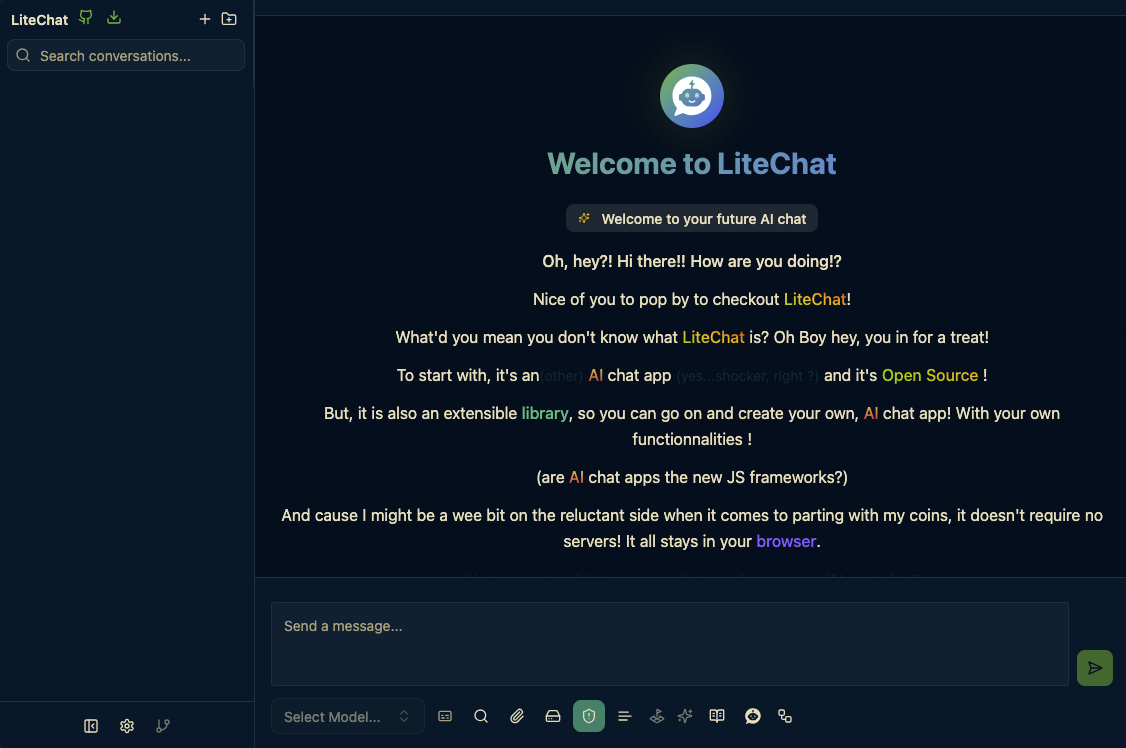 LiteChat
Search conversations...
Welcome to LiteChat
Welcome to your future AI chat
Oh, hey?! Hi there!! How are you doing!?
Nice of you to pop by to checkout LiteChat!
What'd you mean you don't know what LiteChat is? Oh Boy hey, you in for a treat!
To start with, it's an(other) AI chat app (yes...shocker, right ?) and it's Open Source !
But, it is also an extensible library, so you can go on and create your own, AI chat app! With your own
functionnalities !
(are AI chat apps the new JS frameworks?)
And cause I might be a wee bit on the reluctant side when it comes to parting with my coins, it doesn't require no
servers! It all stays in your browser.
Send a message...
Select Model...